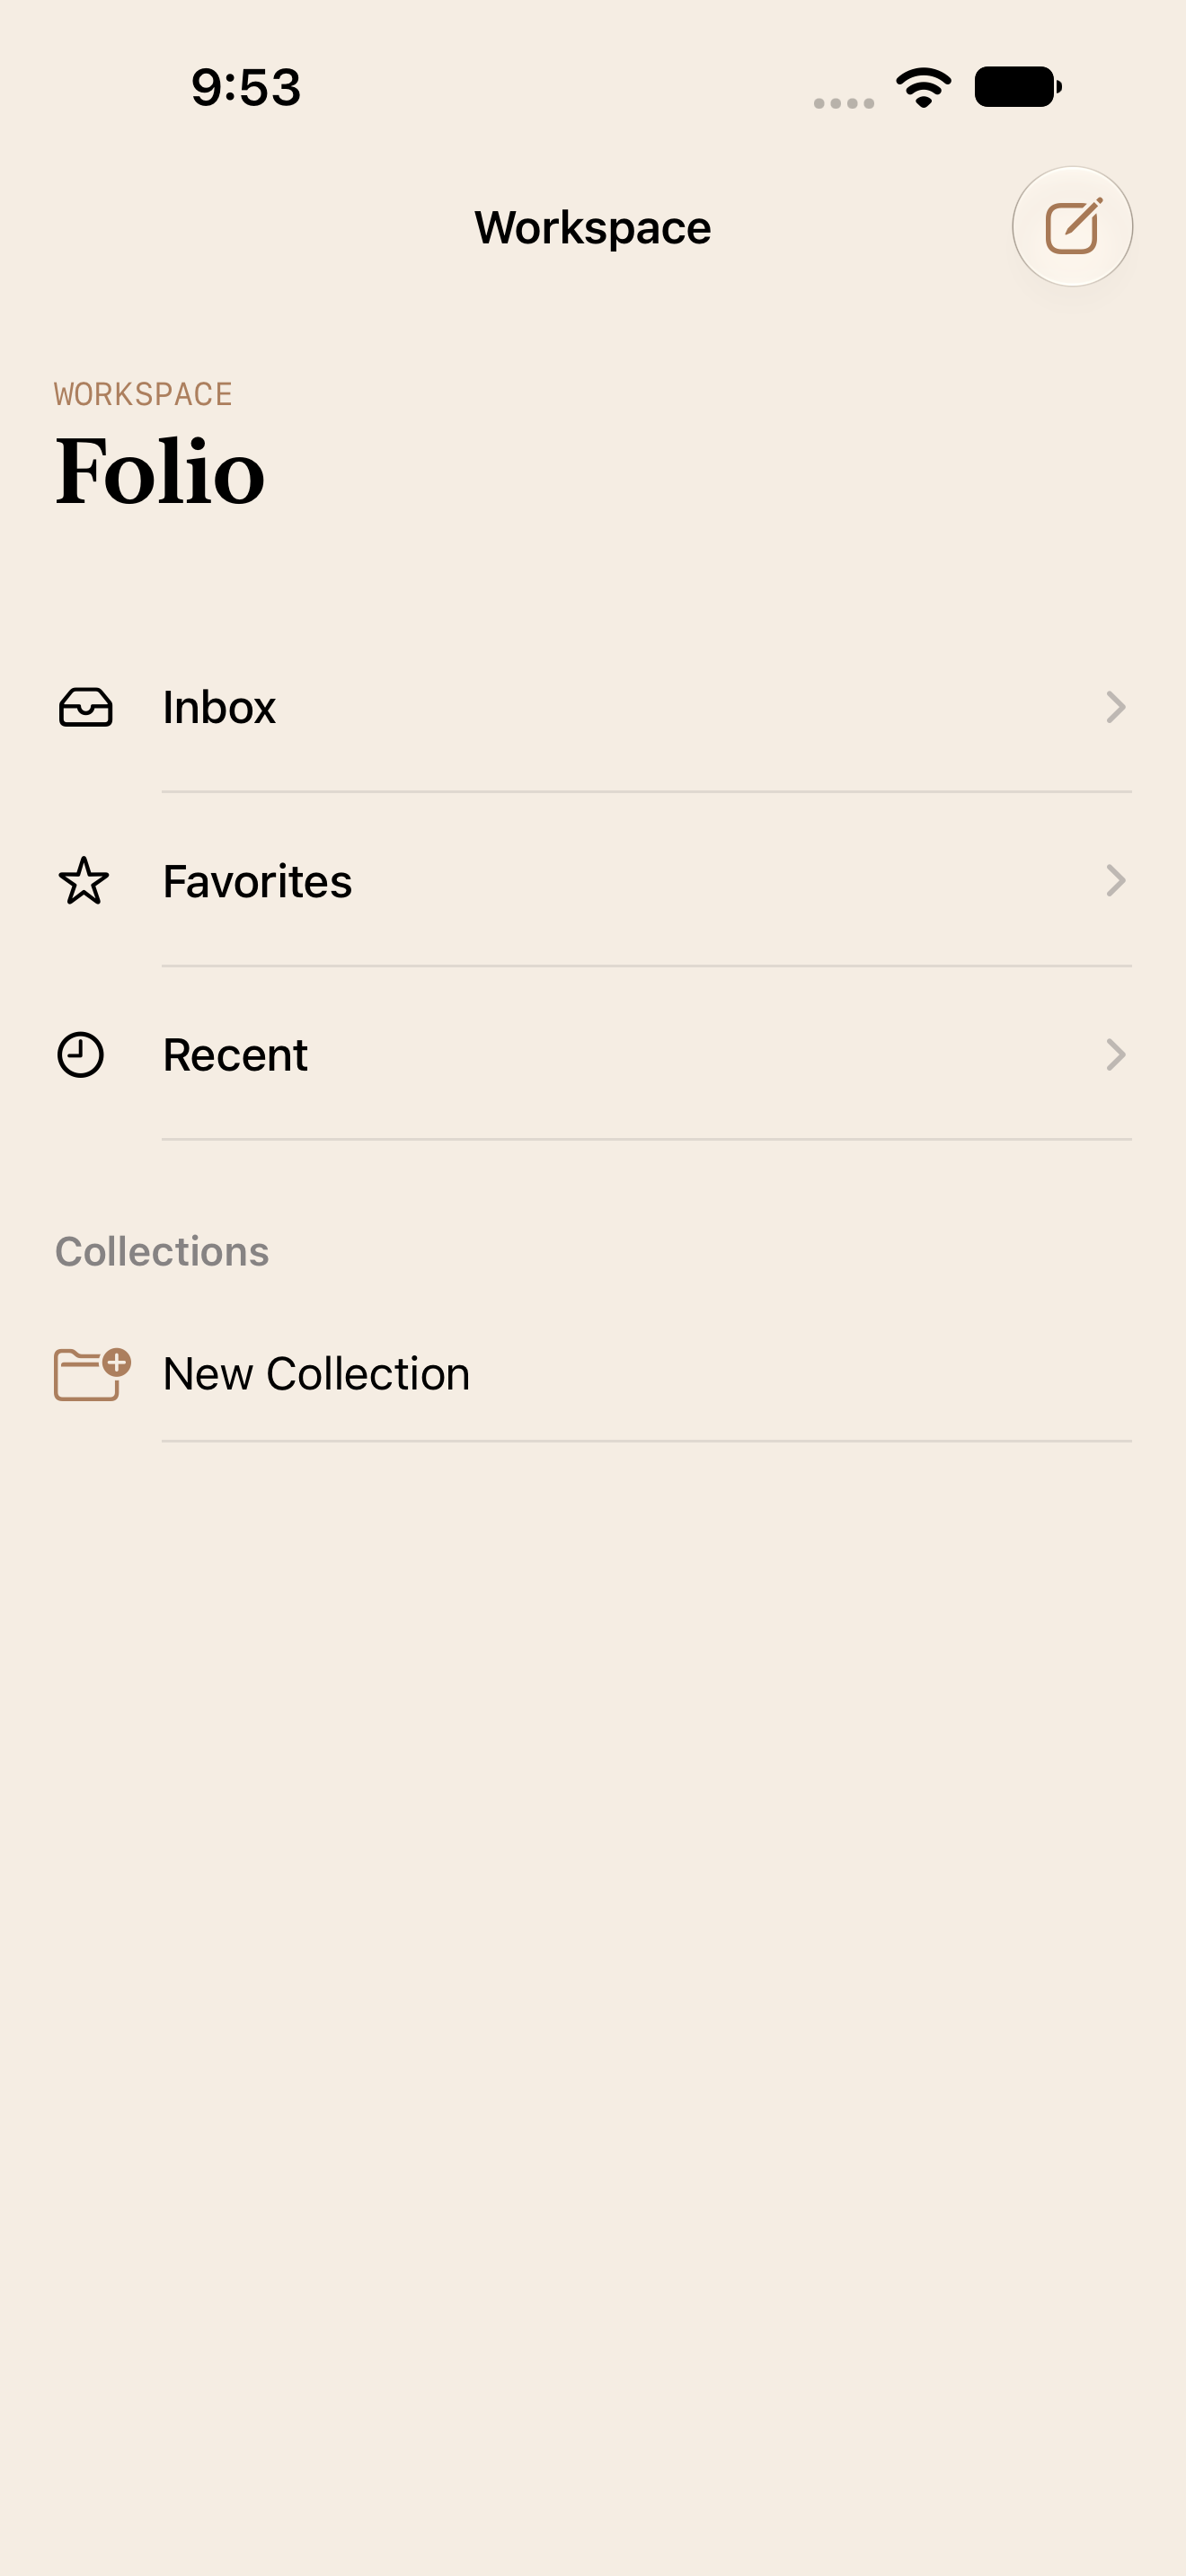 9:53
Workspace
WORKSPACE
Folio
Inbox
Favorites
Recent
Collections
New Collection